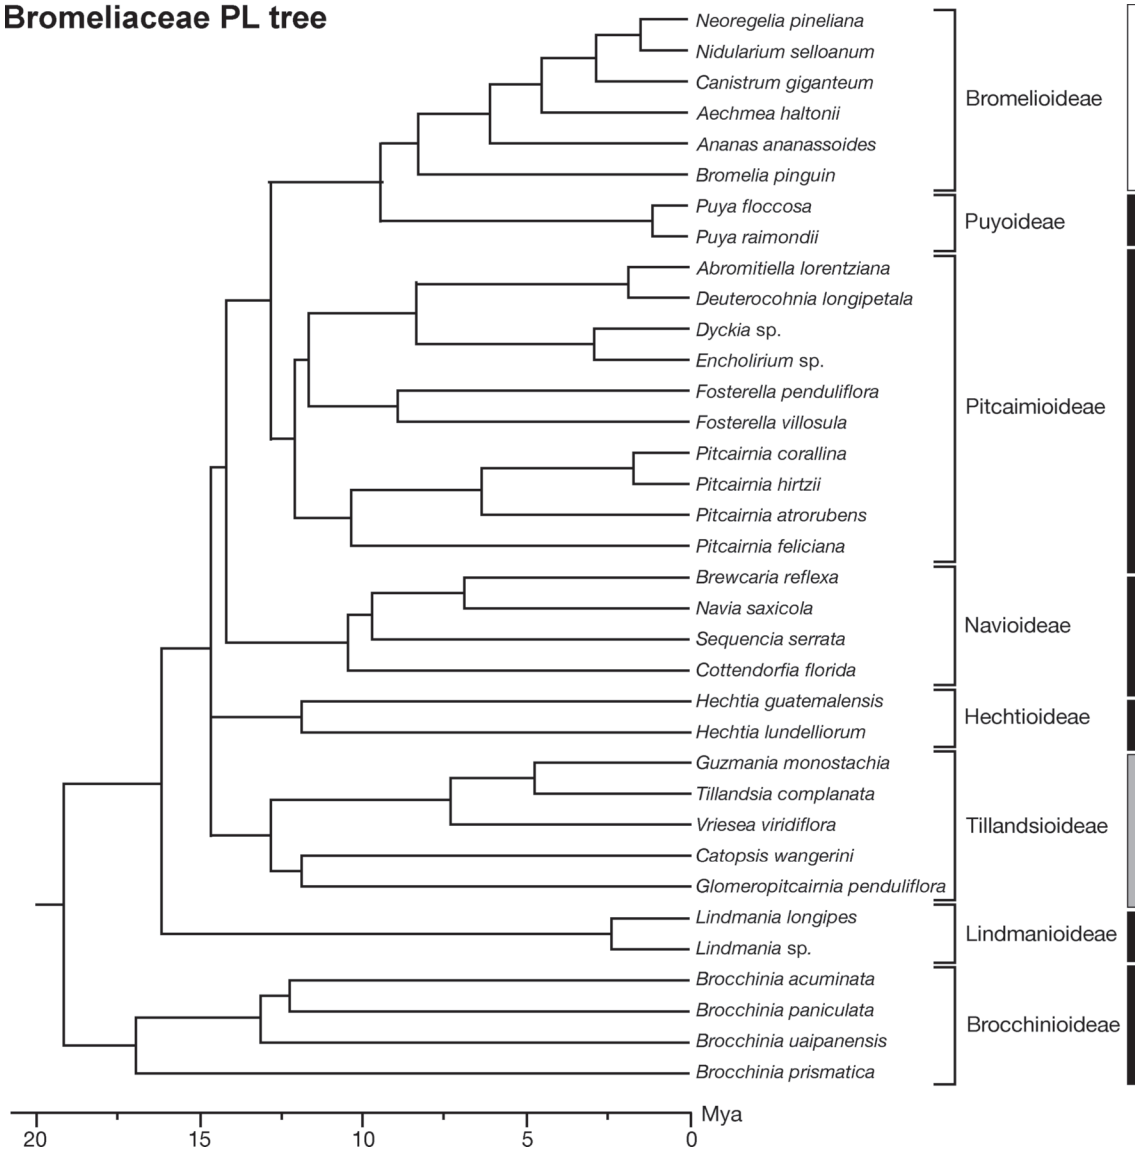 Bromeliaceae PL tree
Neoregelia pineliana
Nidularium selloanum
Canistrum giganteum
Aechmea haltonii
Ananas ananassoides
Bromelia pinguin
Bromelioideae
Puya floccosa
Puya raimondii
Puyoideae
Abromitiella lorentziana
Deuterocohnia longipetala
Dyckia sp.
Encholirium sp.
Fosterella penduliflora
Fosterella villosula
Pitcairnia corallina
Pitcairnia hirtzii
Pitcairnia atrorubens
Pitcairnia feliciana
Pitcaimioideae
Brewcaria reflexa
Navia saxicola
Sequencia serrata
Cottendorfia florida
Navioideae
Hechtia guatemalensis
Hechtia lundelliorum
Hechtioideae
Guzmania monostachia
Tillandsia complanata
Vriesea viridiflora
Catopsis wangerini
Glomeropitcairnia penduliflora
Tillandsioideae
Lindmania longipes
Lindmania sp.
Lindmanioideae
Brocchinia acuminata
Brocchinia paniculata
Brocchinia uaipanensis
Brocchinia prismatica
Brocchinioideae
Mya
20 15 10 5 0